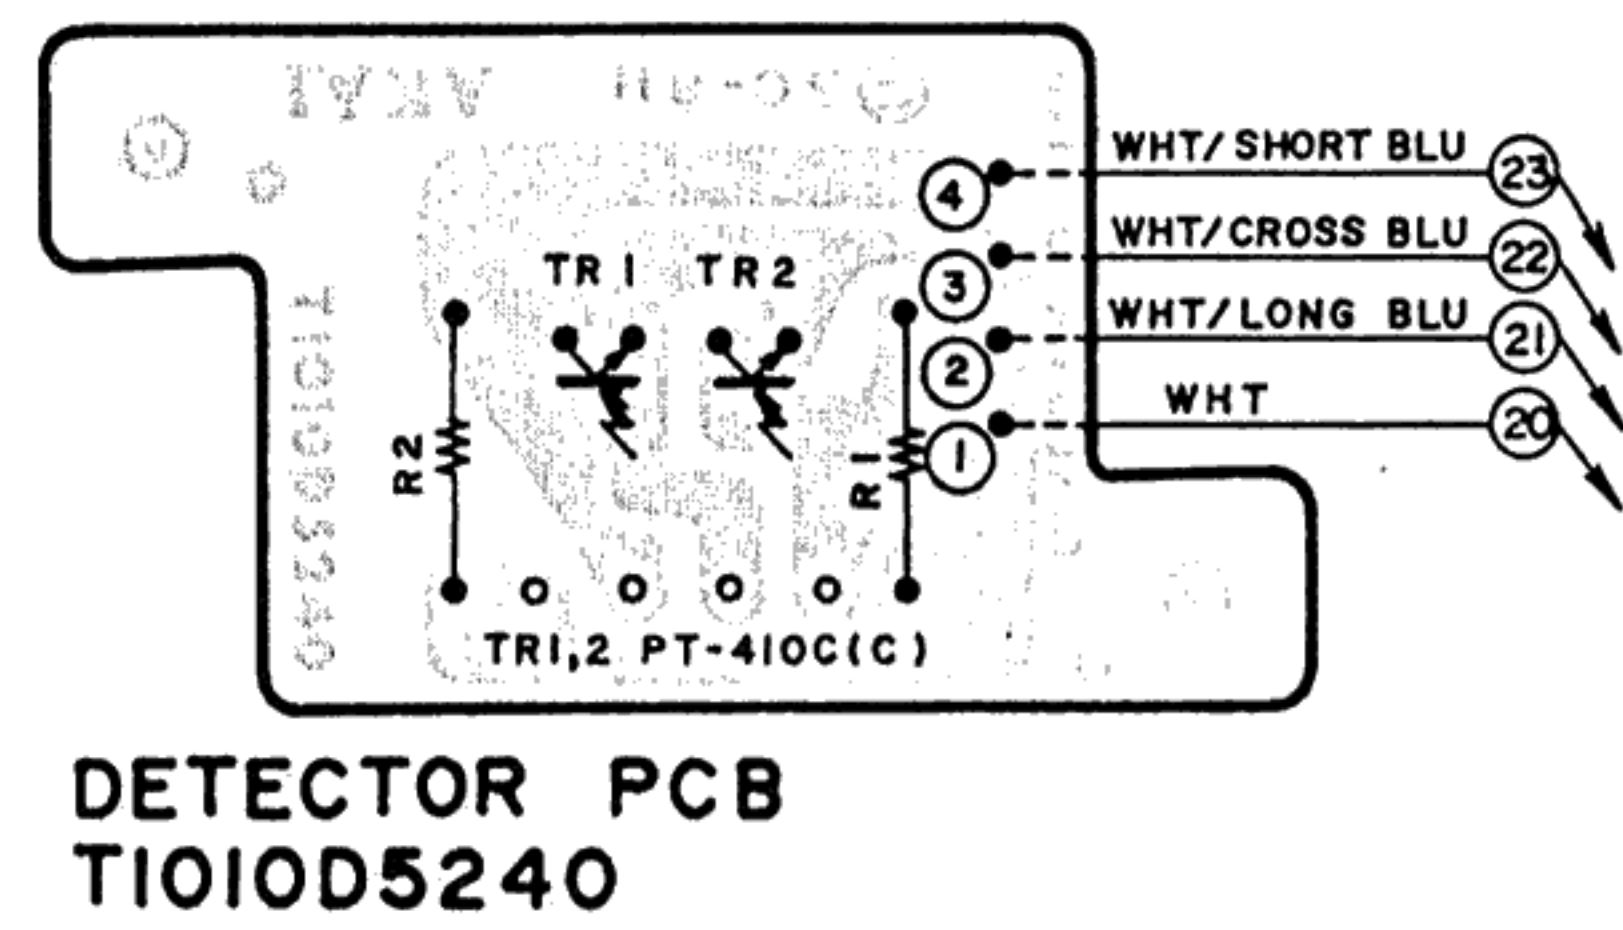 WHT/SHORT BLU 23
4
WHT/CROSS BLU 22
3
TR1 TR2
WHT/LONG BLU 21
2
WHT 20
R2
R1
1
TR1,2 PT-410C(C)
DETECTOR PCB
T1010D5240